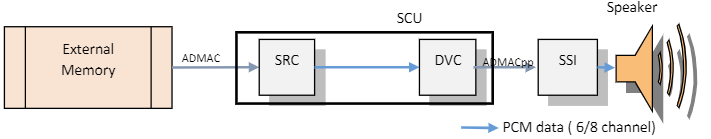 SCU
Speaker
External
Memory
ADMAC
SRC
DVC
ADMACpp
SSI
PCM data ( 6/8 channel)